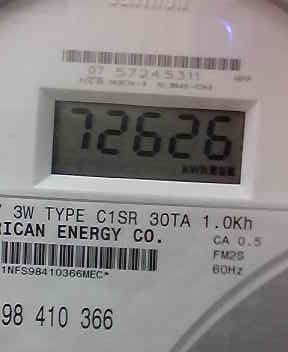 CENTRON
07 57245311
72626
KWH
3W TYPE C1SR 30TA 1.0Kh
RICAN ENERGY CO.
CA 0.5
FM2S
60Hz
1NFS98410366MEC*
98 410 366